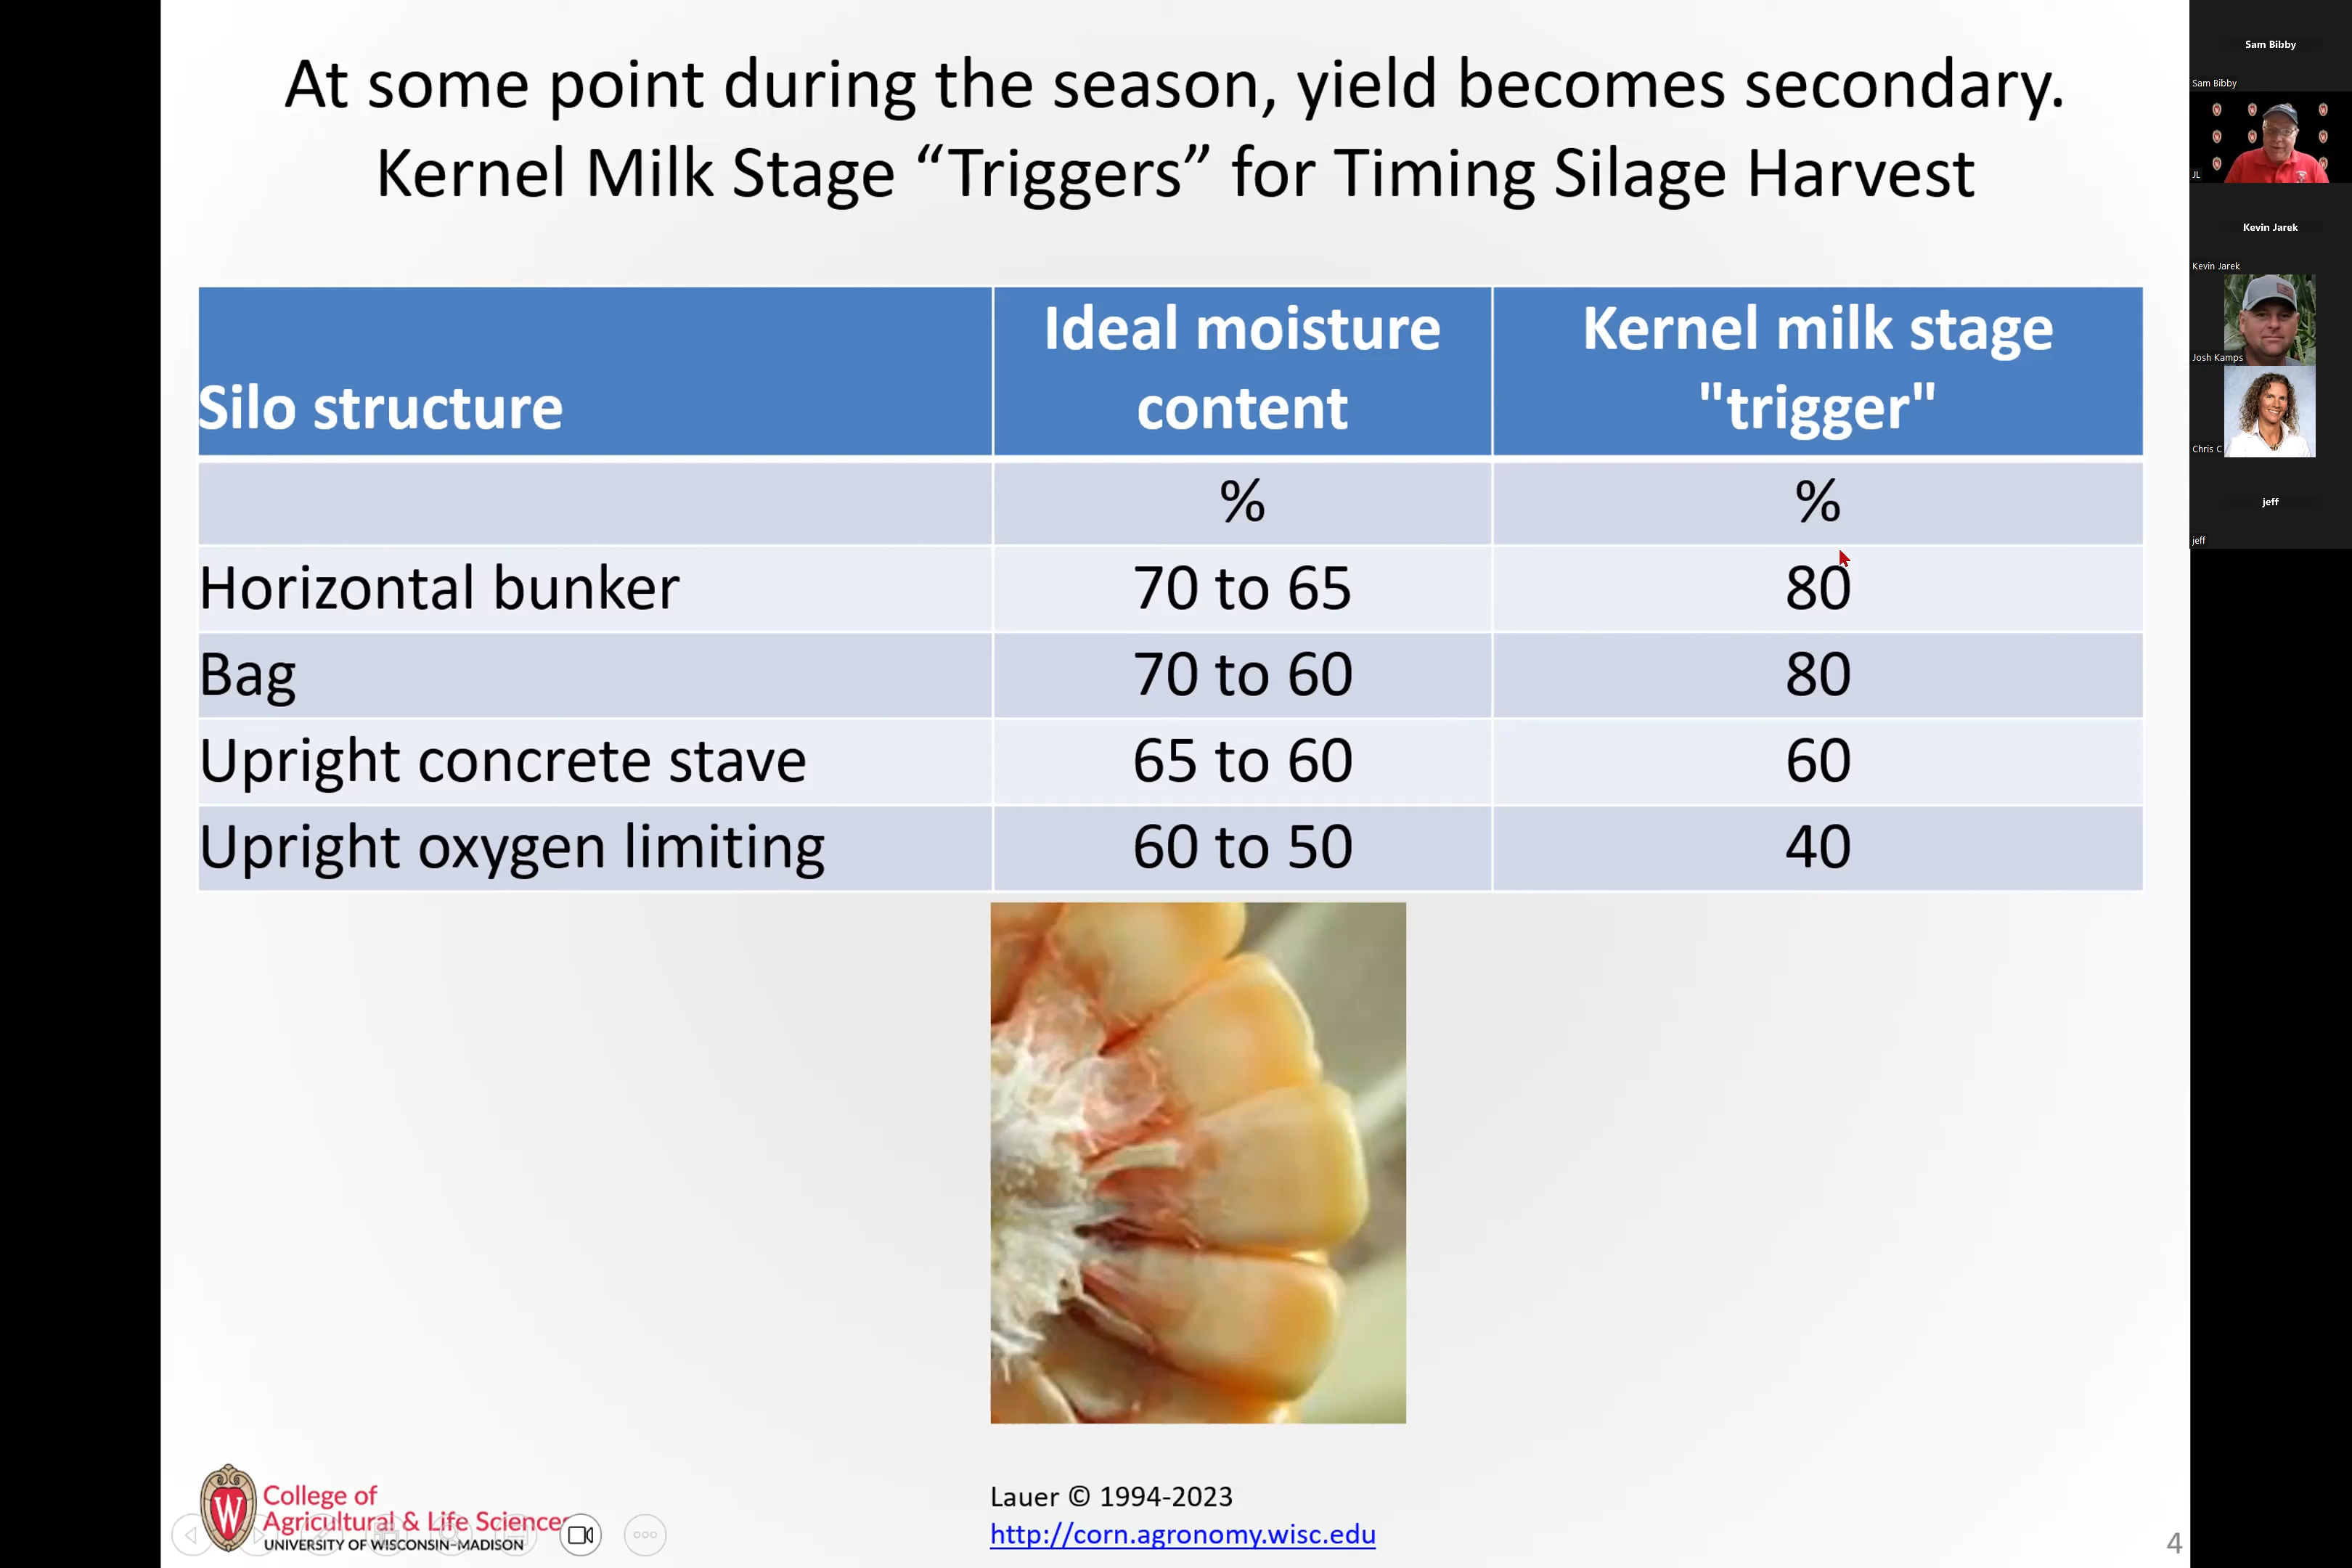 At some point during the season, yield becomes secondary.
Kernel Milk Stage “Triggers” for Timing Silage Harvest
Silo structure
Ideal moisture
content
Kernel milk stage
"trigger"
% %
Horizontal bunker 70 to 65 80
Bag 70 to 60 80
Upright concrete stave 65 to 60 60
Upright oxygen limiting 60 to 50 40
W
College of
Agricultural & Life Sciences
UNIVERSITY OF WISCONSIN-MADISON
Lauer © 1994-2023
http://corn.agronomy.wisc.edu
4
Sam Bibby
Sam Bibby
JL
Kevin Jarek
Kevin Jarek
Josh Kamps
Chris C
jeff
jeff